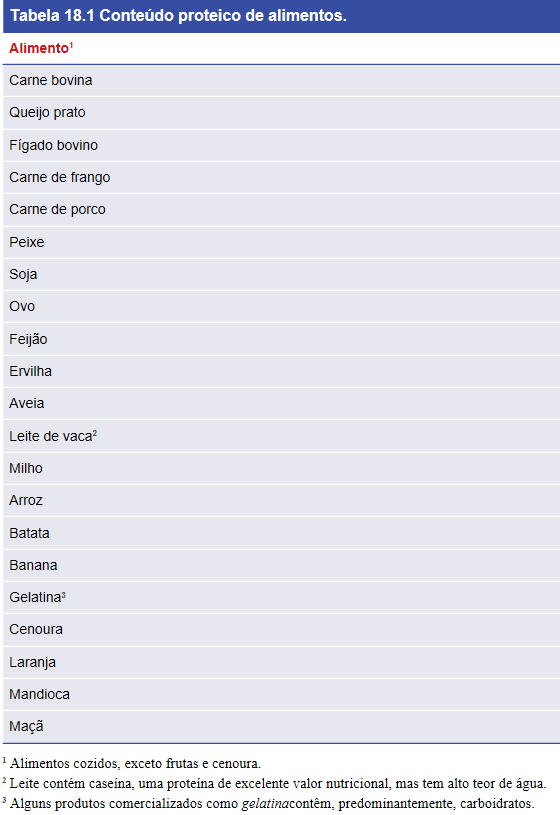 Tabela 18.1 Conteúdo proteico de alimentos.
Alimento¹
Carne bovina
Queijo prato
Fígado bovino
Carne de frango
Carne de porco
Peixe
Soja
Ovo
Feijão
Ervilha
Aveia
Leite de vaca²
Milho
Arroz
Batata
Banana
Gelatina³
Cenoura
Laranja
Mandioca
Maçã
¹ Alimentos cozidos, exceto frutas e cenoura.
² Leite contém caseína, uma proteína de excelente valor nutricional, mas tem alto teor de água.
³ Alguns produtos comercializados como gelatinacontêm, predominantemente, carboidratos.